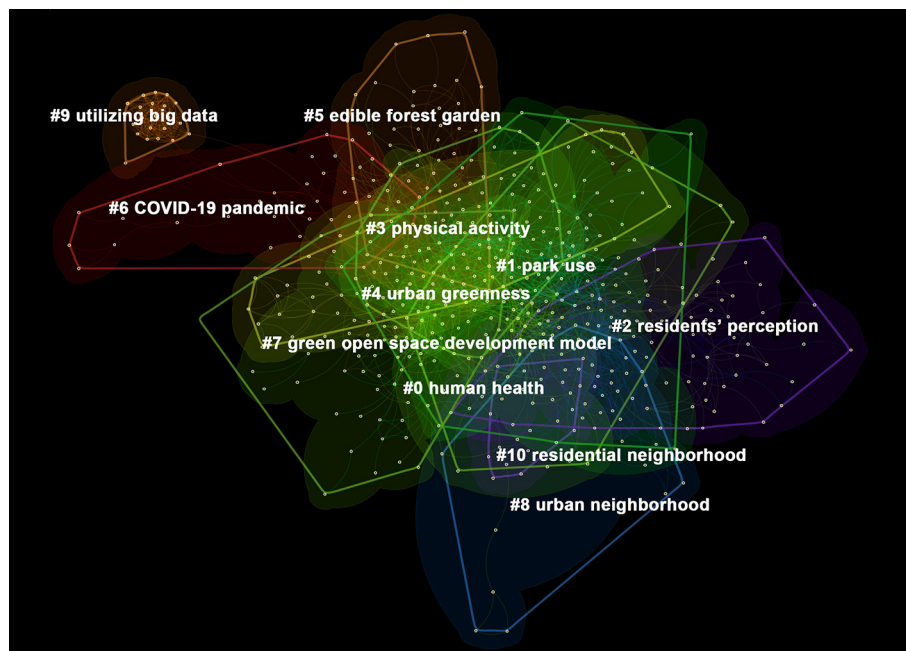 #9 utilizing big data
#5 edible forest garden
#6 COVID-19 pandemic
#3 physical activity
#1 park use
#4 urban greenness
#2 residents’ perception
#7 green open space development model
#0 human health
#10 residential neighborhood
#8 urban neighborhood